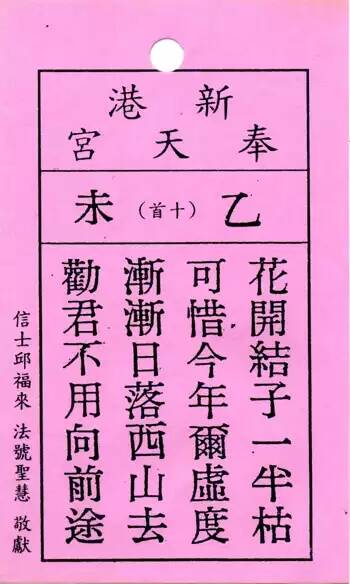 新港
奉天宮
乙（十首）未
花開結子一半枯
可惜今年爾虛度
漸漸日落西山去
勸君不用向前途
信士邱福來 法號聖慧 敬獻